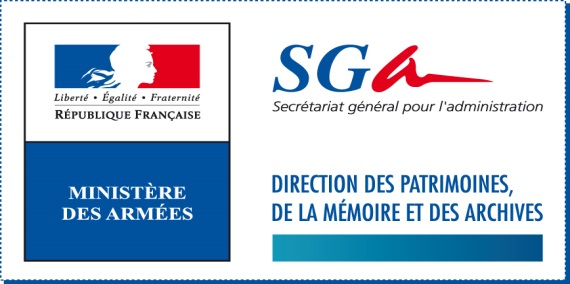 Liberté • Égalité • Fraternité
RÉPUBLIQUE FRANÇAISE
MINISTÈRE
DES ARMÉES
SGa
Secrétariat général pour l'administration
DIRECTION DES PATRIMOINES,
DE LA MÉMOIRE ET DES ARCHIVES